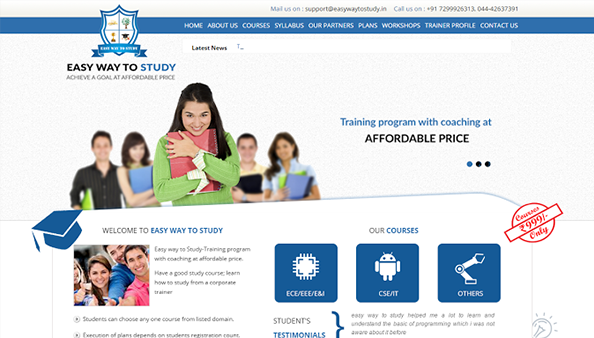 Mail us on : support@easywaytostudy.in Call us on : +91 7299926313, 044-42637391
HOME ABOUT US COURSES SYLLABUS OUR PARTNERS PLANS WORKSHOPS TRAINER PROFILE CONTACT US
EASY WAY TO STUDY
Latest News T_
EASY WAY TO STUDY
ACHIEVE A GOAL AT AFFORDABLE PRICE
Training program with coaching at
AFFORDABLE PRICE
Courses
₹999/-
Only
WELCOME TO EASY WAY TO STUDY
Easy way to Study-Training program
with coaching at affordable price.
Have a good study course; learn
how to study from a corporate
trainer
Students can choose any one course from listed domain.
Execution of plans depends on students registration count.
OUR COURSES
ECE/EEE/E&I
CSE/IT
OTHERS
STUDENT'S
TESTIMONIALS
easy way to study helped me a lot to learn and
understand the basic of programming which i was not
aware about it before